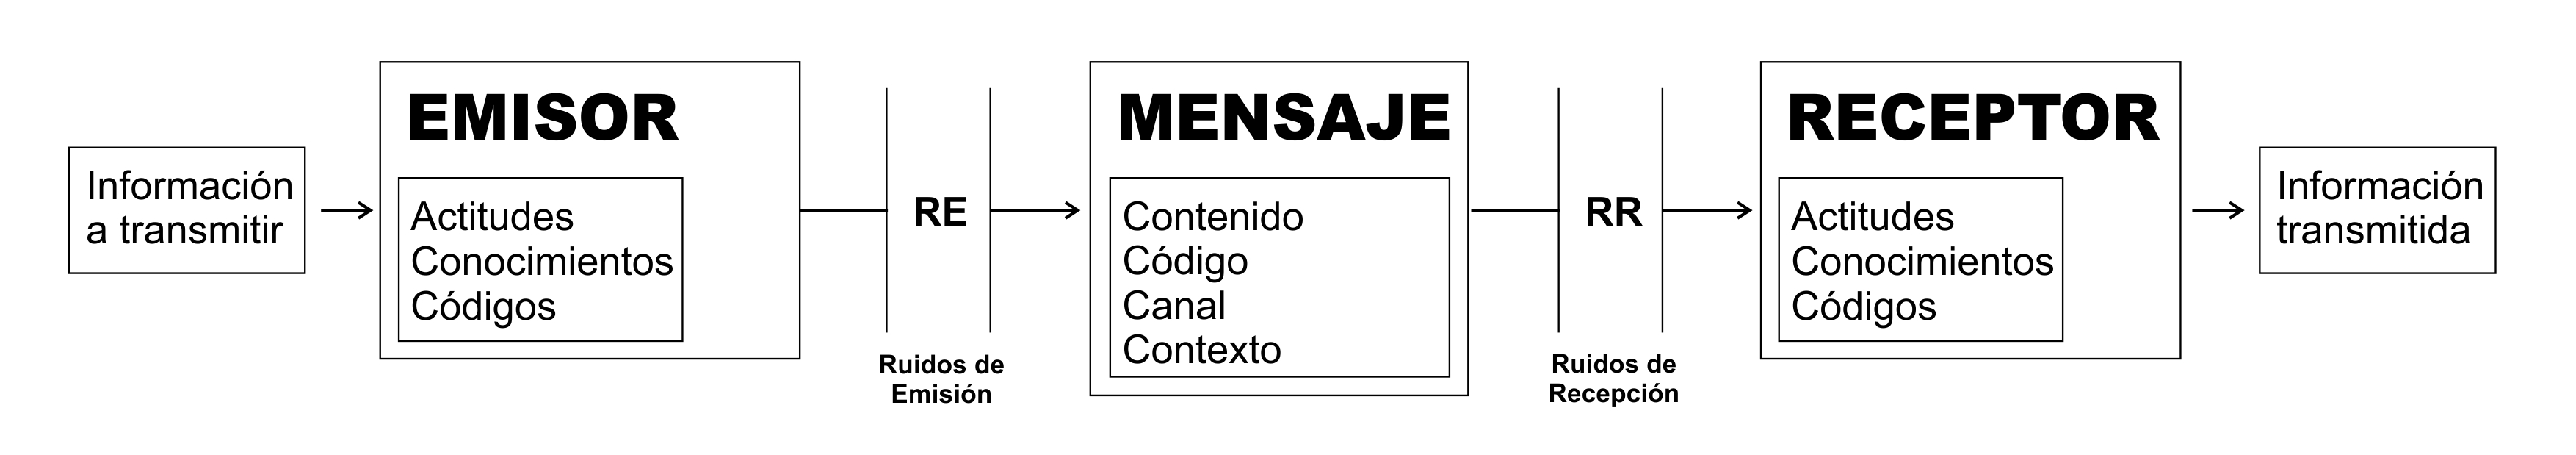 Información
a transmitir
EMISOR
Actitudes
Conocimientos
Códigos
RE
Ruidos de
Emisión
MENSAJE
Contenido
Código
Canal
Contexto
RR
Ruidos de
Recepción
RECEPTOR
Actitudes
Conocimientos
Códigos
Información
transmitida